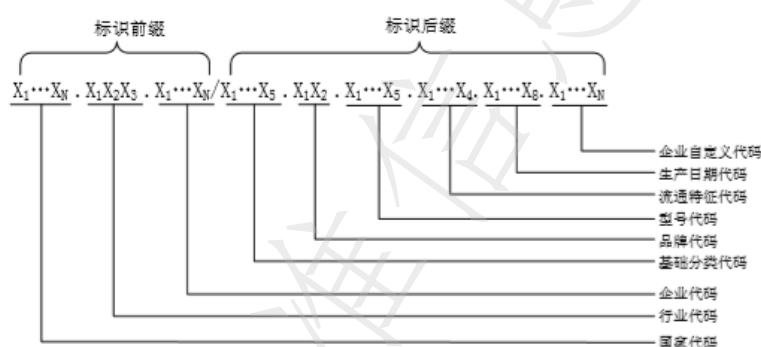 标识前缀 标识后缀
X₁⋯X_N . X₁X₂X₃ . X₁⋯X_N/X₁⋯X₅ . X₁X₂ . X₁⋯X₅ . X₁⋯X₄. X₁⋯X₈. X₁⋯X_N
企业自定义代码
生产日期代码
流通特征代码
型号代码
品牌代码
基础分类代码
企业代码
行业代码
国家代码